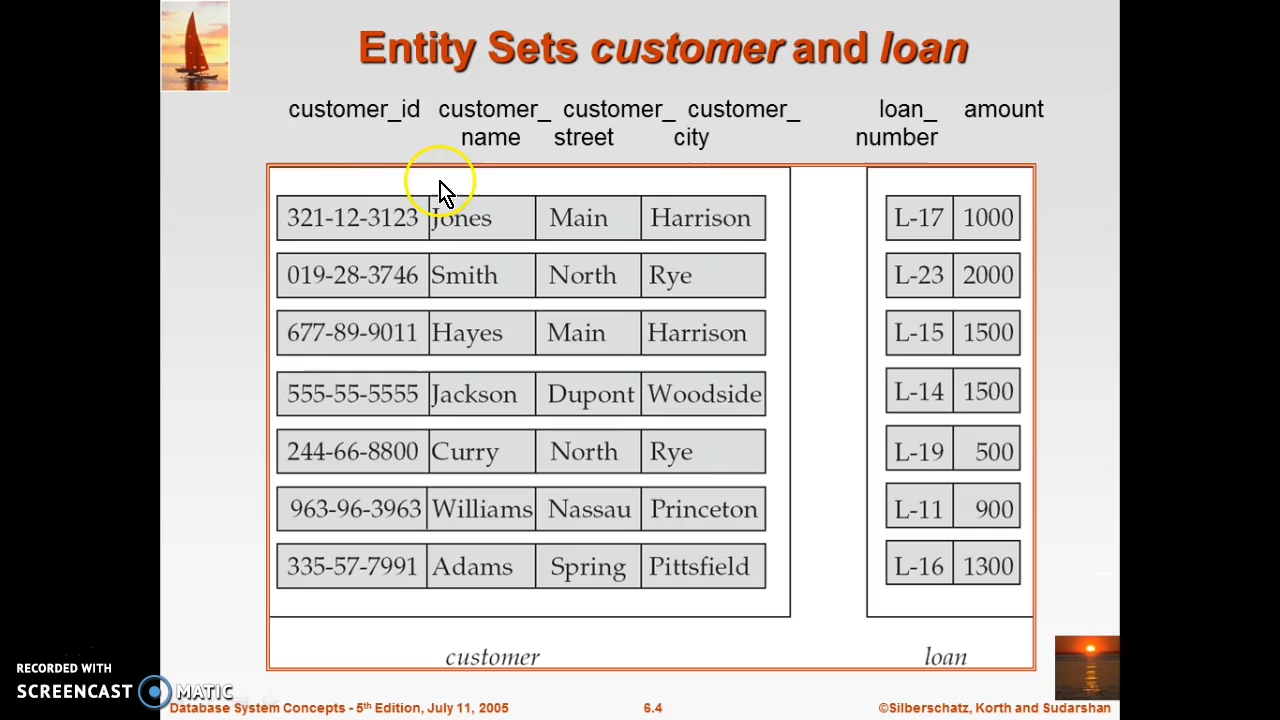 Entity Sets customer and loan
customer_id customer_ customer_ customer_ loan_ amount
name street city number
321-12-3123 Jones Main Harrison L-17 1000
019-28-3746 Smith North Rye L-23 2000
677-89-9011 Hayes Main Harrison L-15 1500
555-55-5555 Jackson Dupont Woodside L-14 1500
244-66-8800 Curry North Rye L-19 500
963-96-3963 Williams Nassau Princeton L-11 900
335-57-7991 Adams Spring Pittsfield L-16 1300
customer loan
RECORDED WITH
SCREENCAST MATIC
Database System Concepts - 5th Edition, July 11, 2005 6.4 ©Silberschatz, Korth and Sudarshan